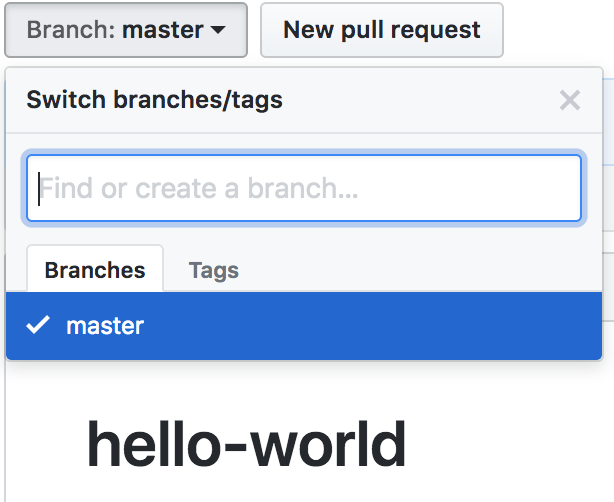 Branch: master New pull request
Switch branches/tags
Find or create a branch...
Branches Tags
master
hello-world